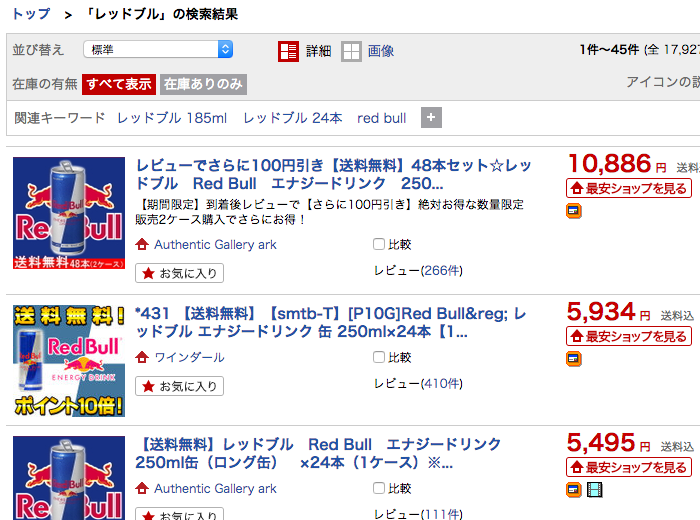 トップ > 「レッドブル」の検索結果
並び替え 標準 詳細 画像 1件〜45件 (全 17,927
在庫の有無 すべて表示 在庫ありのみ アイコンの説
関連キーワード レッドブル 185ml レッドブル 24本 red bull +
レビューでさらに100円引き【送料無料】48本セット☆レッ
ドブル Red Bull エナジードリンク 250...
【期間限定】到着後レビューで【さらに100円引き】絶対お得な数量限定
販売2ケース購入でさらにお得！
Authentic Gallery ark 比較
お気に入り レビュー(266件)
10,886 円 送料込
最安ショップを見る
RedBull
Red Bull
送料無料48本(2ケース)
*431 【送料無料】【smtb-T】[P10G]Red Bull&reg; レ
ッドブル エナジードリンク 缶 250ml×24本【1...
ワインダール 比較
お気に入り レビュー(410件)
5,934 円 送料込
最安ショップを見る
送料無料！
RedBull
Red Bull
ENERGY DRINK
ポイント10倍！
【送料無料】レッドブル Red Bull エナジードリンク
250ml缶（ロング缶） ×24本（1ケース）※...
Authentic Gallery ark 比較
お気に入り レビュー(111件)
5,495 円 送料込
最安ショップを見る
RedBull
Red Bull